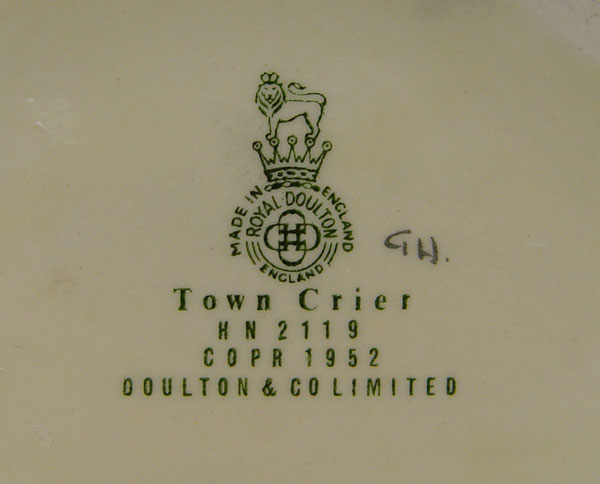 MADE IN ENGLAND
ROYAL·DOULTON
ENGLAND
GH.
Town Crier
HN 2119
COPR 1952
DOULTON & CO LIMITED